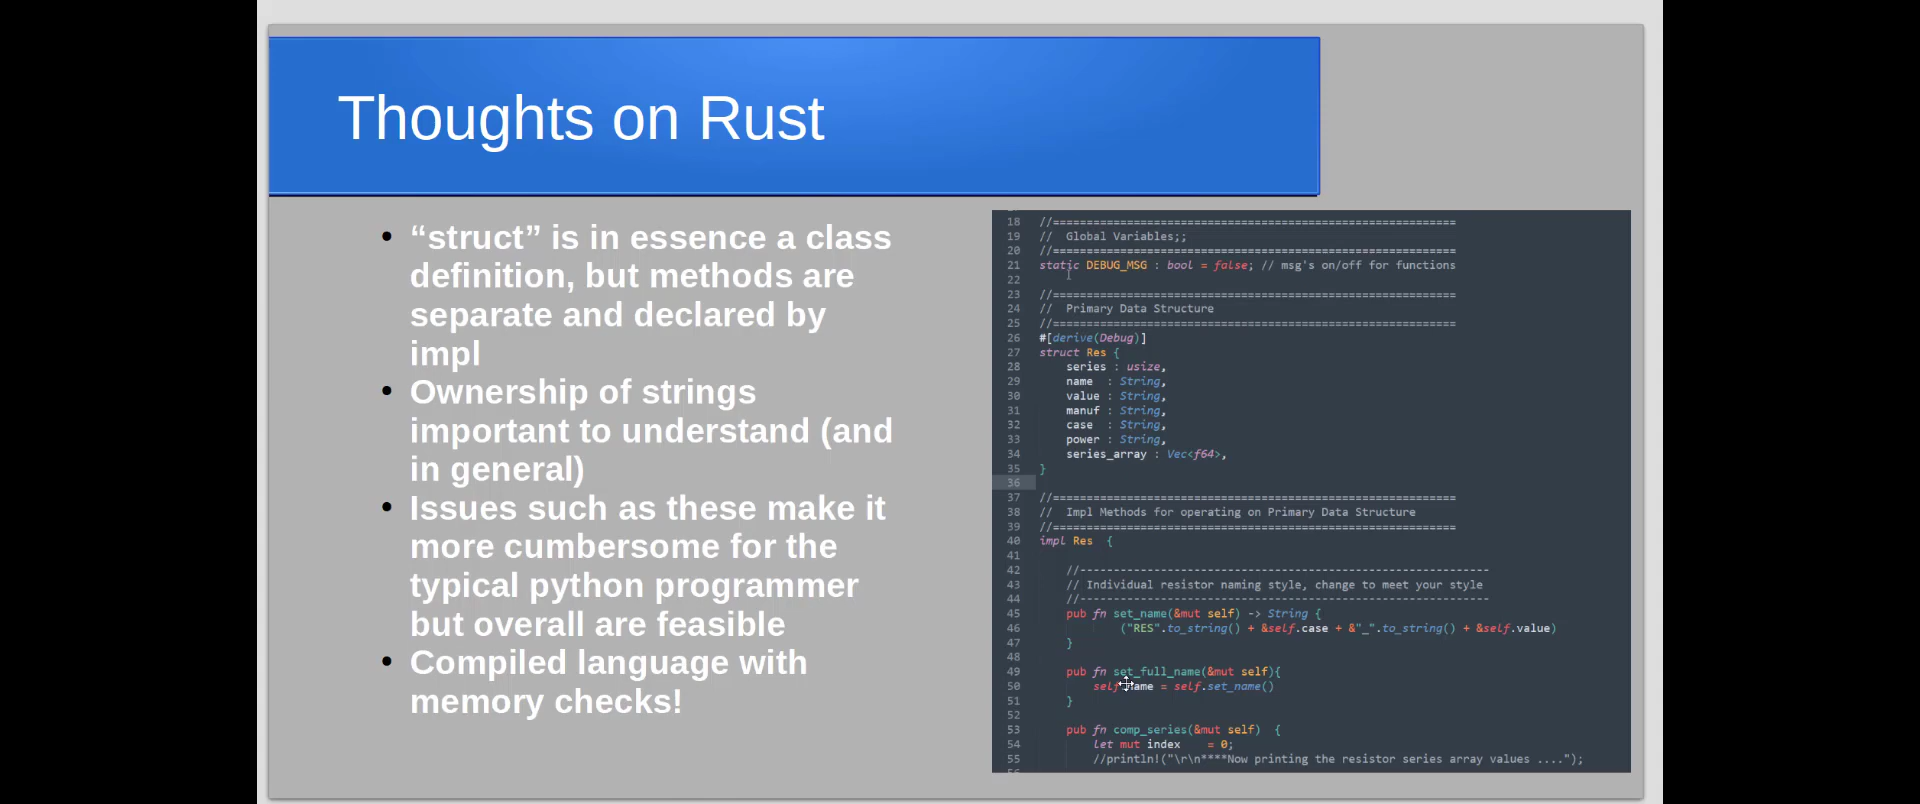 Thoughts on Rust
“struct” is in essence a class
definition, but methods are
separate and declared by
impl
Ownership of strings
important to understand (and
in general)
Issues such as these make it
more cumbersome for the
typical python programmer
but overall are feasible
Compiled language with
memory checks!
18 //============================================================
19 //  Global Variables;;
20 //============================================================
21 static DEBUG_MSG : bool = false; // msg's on/off for functions
22
23 //============================================================
24 //  Primary Data Structure
25 //============================================================
26 #[derive(Debug)]
27 struct Res {
28     series : usize,
29     name  : String,
30     value : String,
31     manuf : String,
32     case  : String,
33     power : String,
34     series_array : Vec<f64>,
35 }
36
37 //============================================================
38 //  Impl Methods for operating on Primary Data Structure
39 //============================================================
40 impl Res  {
41
42     //-------------------------------------------------------------
43     // Individual resistor naming style, change to meet your style
44     //-------------------------------------------------------------
45     pub fn set_name(&mut self) -> String {
46             ("RES".to_string() + &self.case + &"_".to_string() + &self.value)
47     }
48
49     pub fn set_full_name(&mut self){
50         self.name = self.set_name()
51     }
52
53     pub fn comp_series(&mut self)  {
54         let mut index    = 0;
55         //println!("\r\n****Now printing the resistor series array values ....");